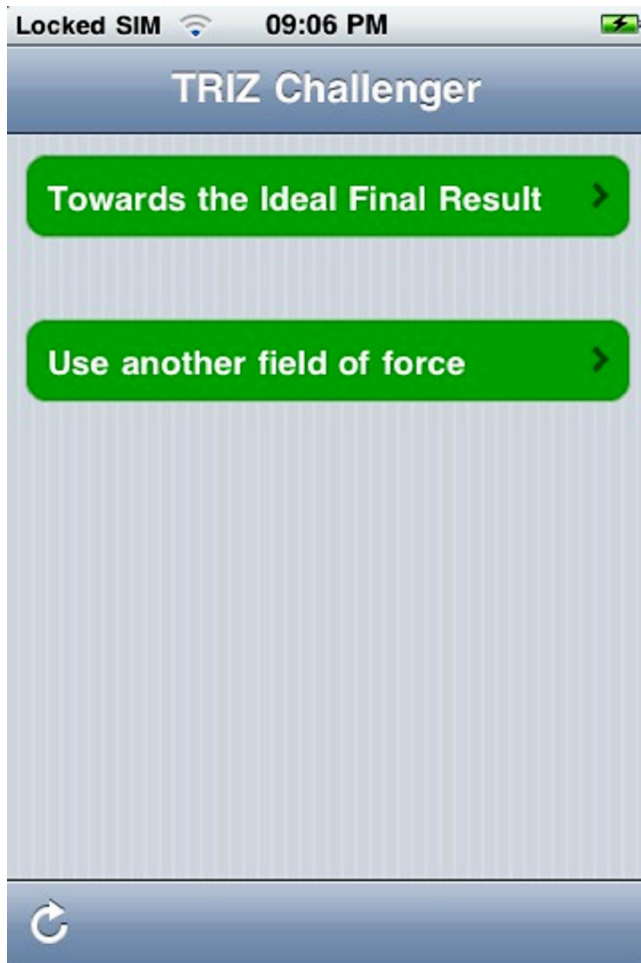 Locked SIM 09:06 PM
TRIZ Challenger
Towards the Ideal Final Result
Use another field of force